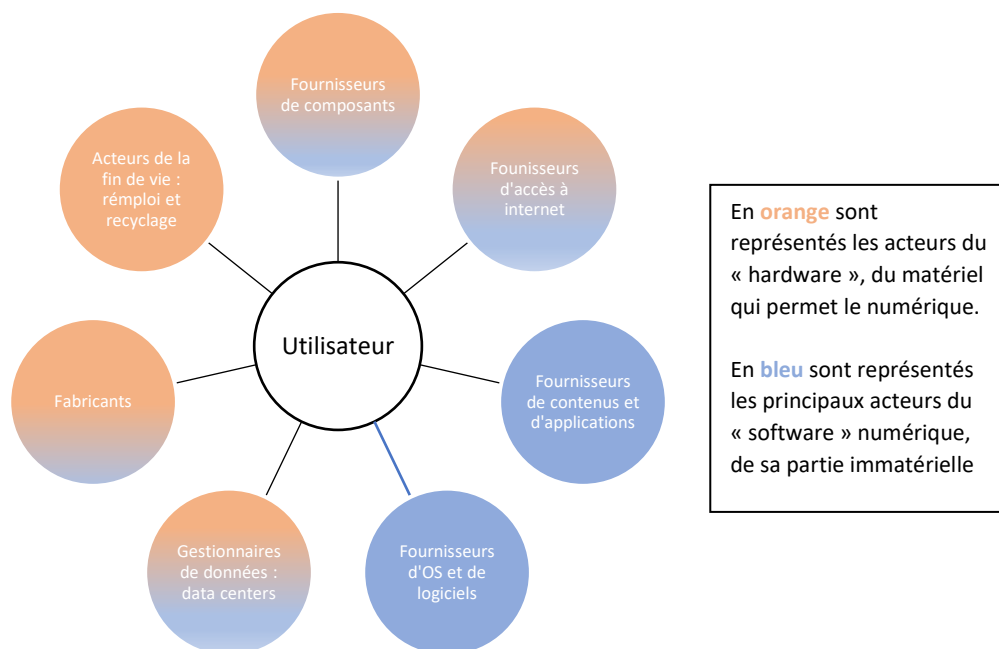 Fournisseurs
de composants
Founisseurs
d'accès à
internet
Fournisseurs
de contenus et
d'applications
Fournisseurs
d'OS et de
logiciels
Gestionnaires
de données :
data centers
Fabricants
Acteurs de la
fin de vie :
rémploi et
recyclage
Utilisateur
En orange sont
représentés les acteurs du
« hardware », du matériel
qui permet le numérique.
En bleu sont représentés
les principaux acteurs du
« software » numérique,
de sa partie immatérielle